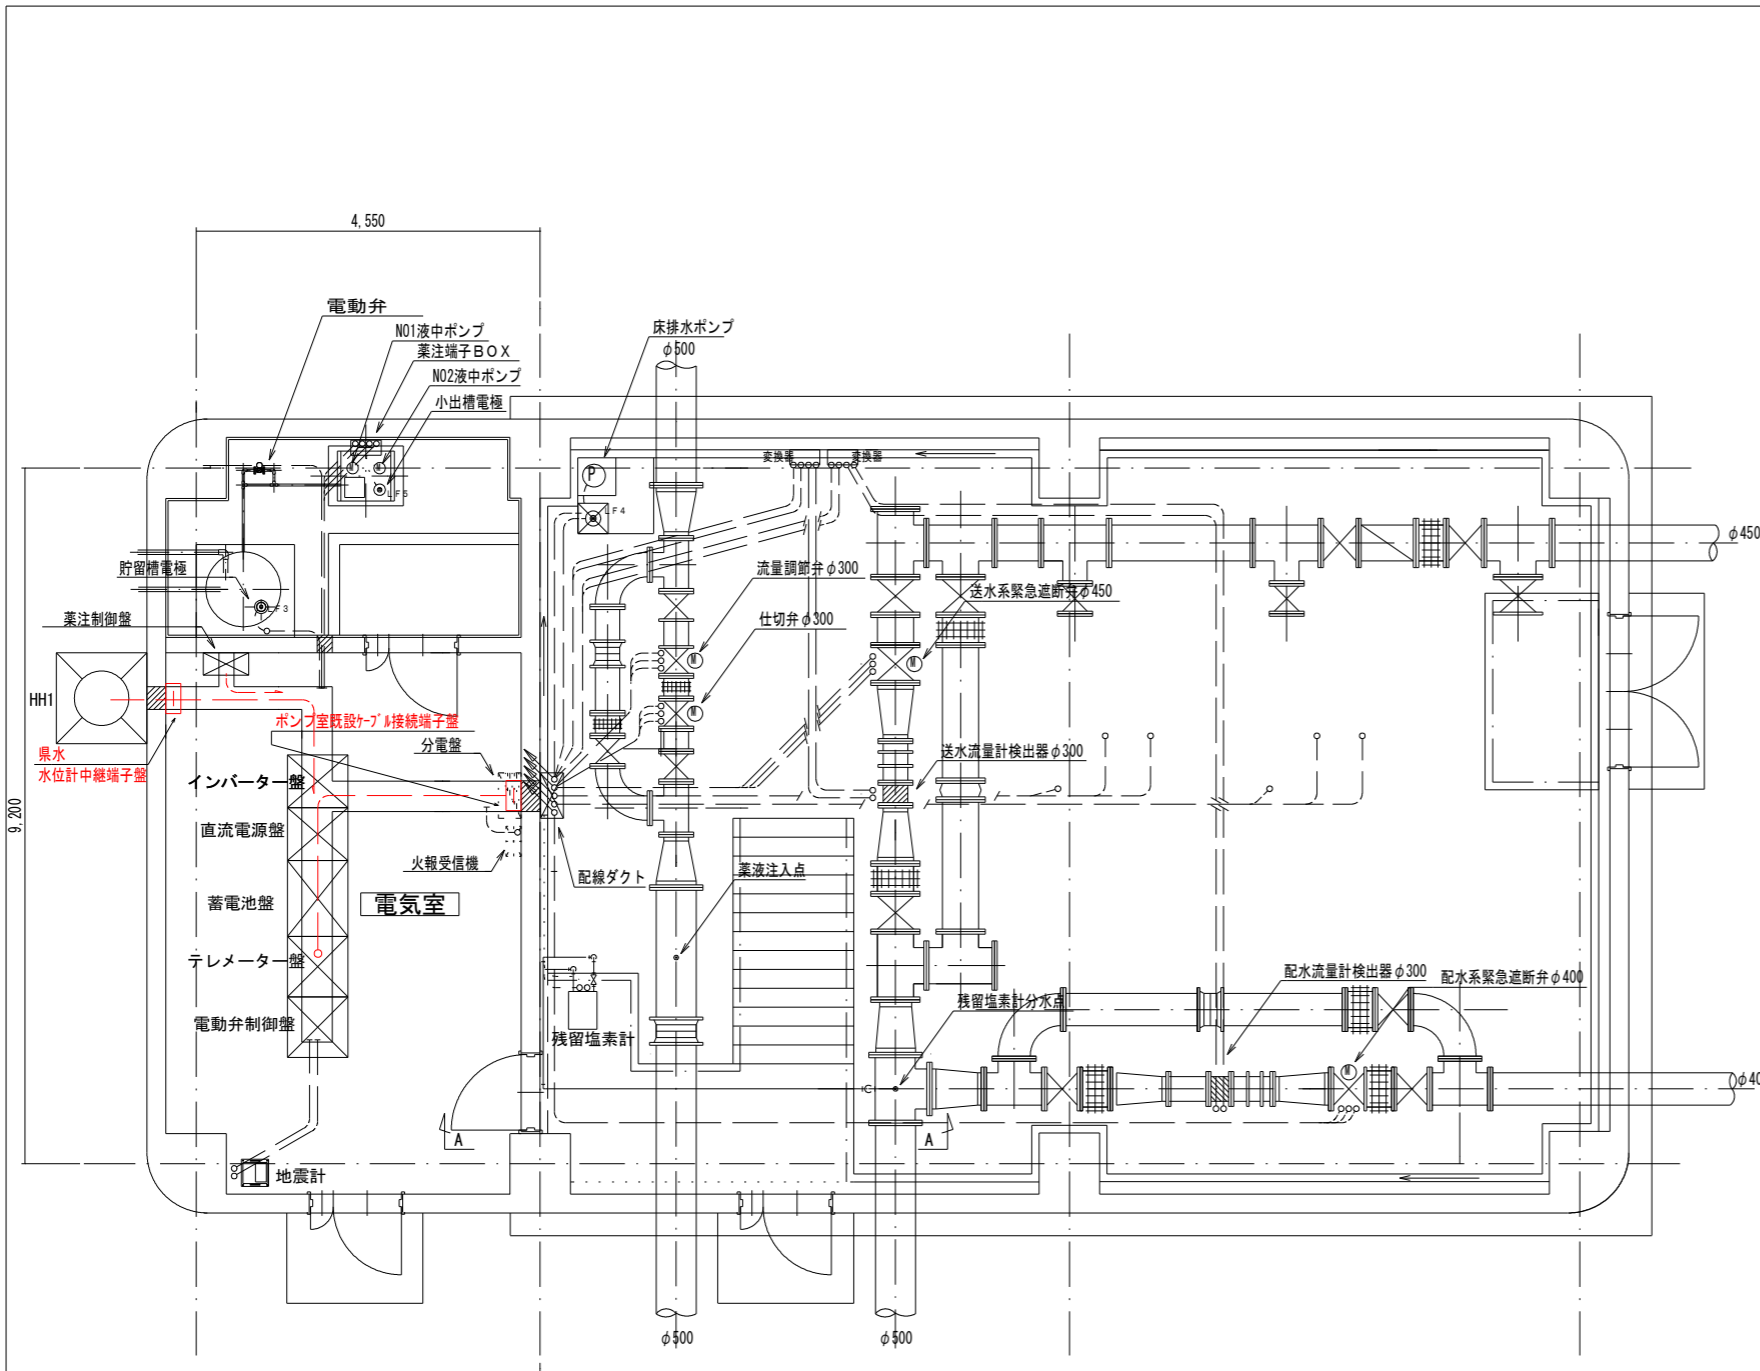 4,550
電動弁
NO1液中ポンプ
薬注端子BOX
NO2液中ポンプ
小出槽電極
床排水ポンプ
φ500
変換器
変換器
P
LF5
LF4
M
M
φ450
貯留槽電極
LF3
流量調節弁φ300
送水系緊急遮断弁φ450
薬注制御盤
仕切弁φ300
M
M
M
HH1
ポンプ室既設ケーブル接続端子盤
県水
水位計中継端子盤
分電盤
送水流量計検出器φ300
インバーター盤
9,200
直流電源盤
火報受信機
配線ダクト
薬液注入点
蓄電池盤
電気室
テレメーター盤
配水流量計検出器φ300
配水系緊急遮断弁φ400
残留塩素計分水点
電動弁制御盤
残留塩素計
M
φ40
A
A
地震計
φ500
φ500